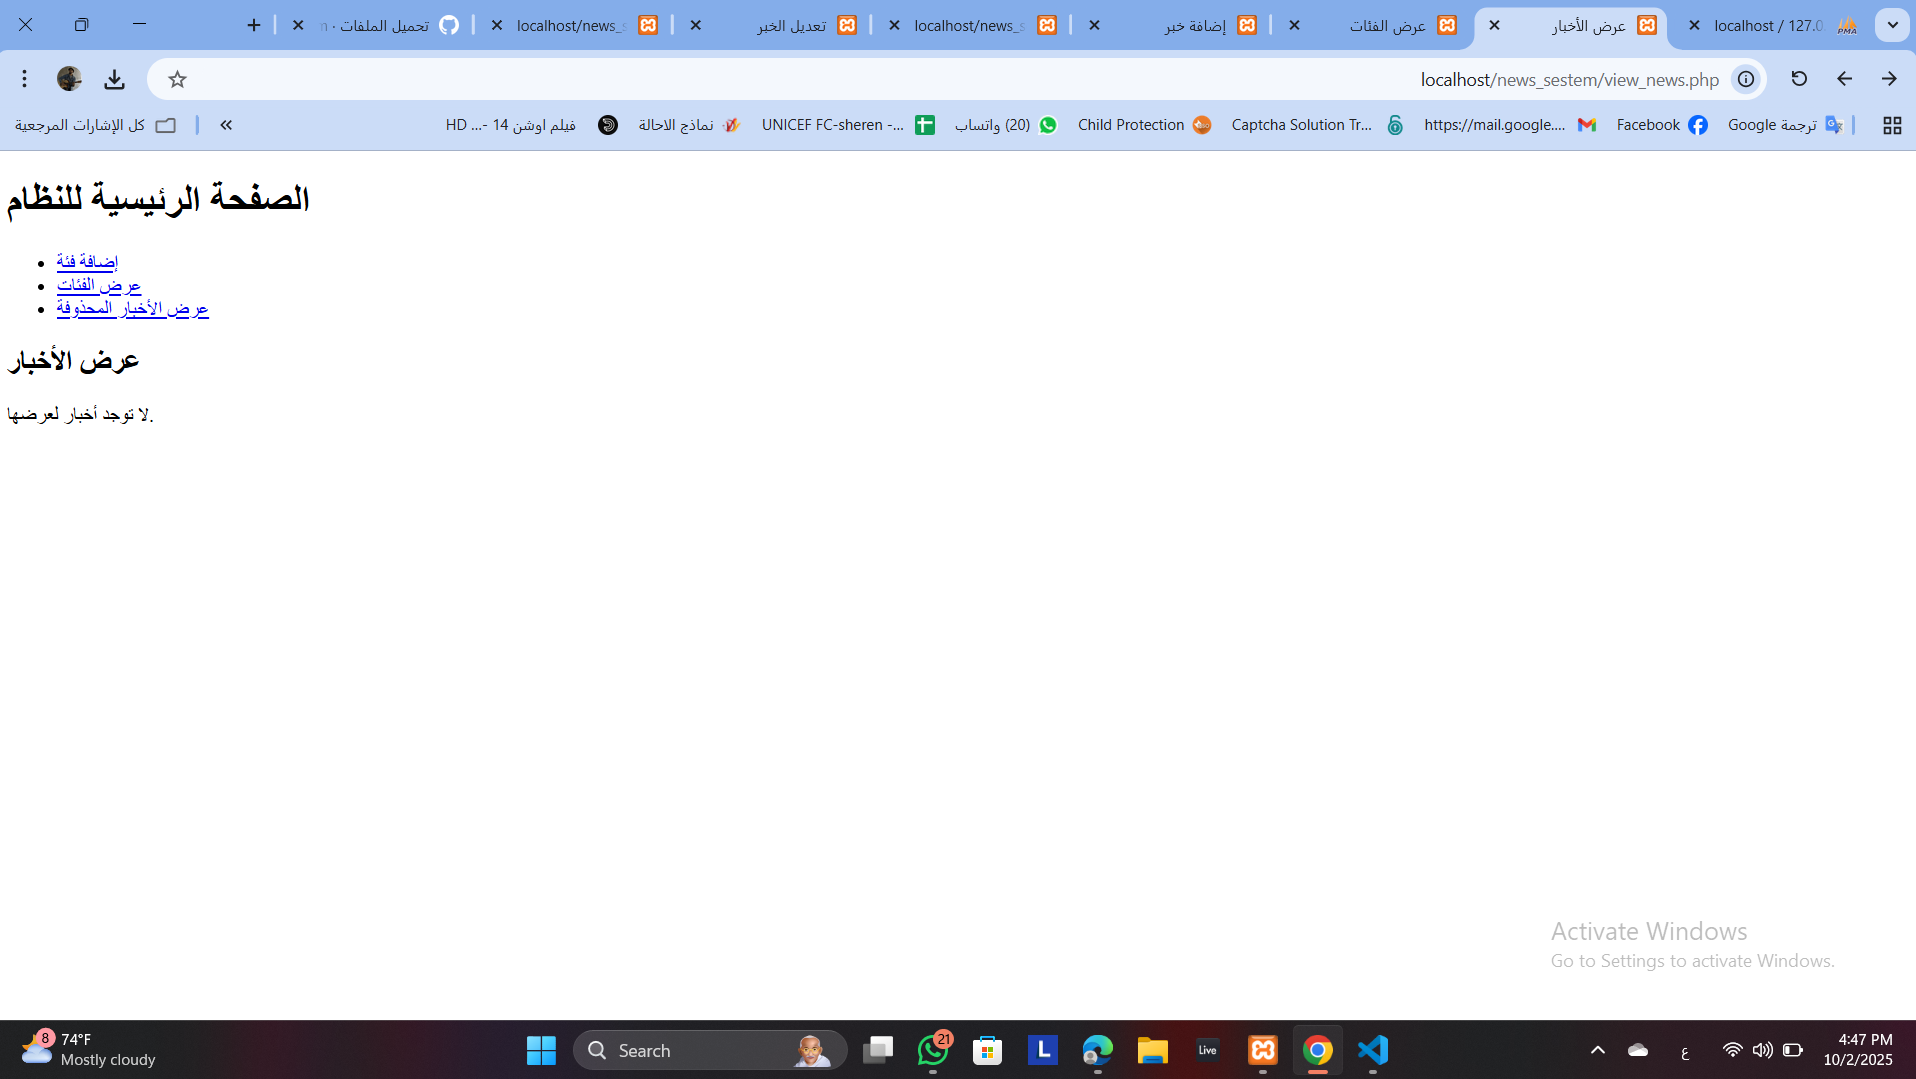 localhost / 127.0.
عرض الأخبار
عرض الفئات
إضافة خبر
localhost/news_s
تعديل الخبر
localhost/news_s
تحميل الملفات
localhost/news_sestem/view_news.php
ترجمة Google
Facebook
https://mail.google....
Captcha Solution Tr...
Child Protection
(20) واتساب
UNICEF FC-sheren -...
نماذج الاحالة
فيلم اوشن 14 -... HD
كل الإشارات المرجعية
الصفحة الرئيسية للنظام
إضافة فئة
عرض الفئات
عرض الأخبار المحذوفة
عرض الأخبار
لا توجد أخبار لعرضها.
Activate Windows
Go to Settings to activate Windows.
8
74°F
Mostly cloudy
Search
21
L
Live
ع
4:47 PM
10/2/2025